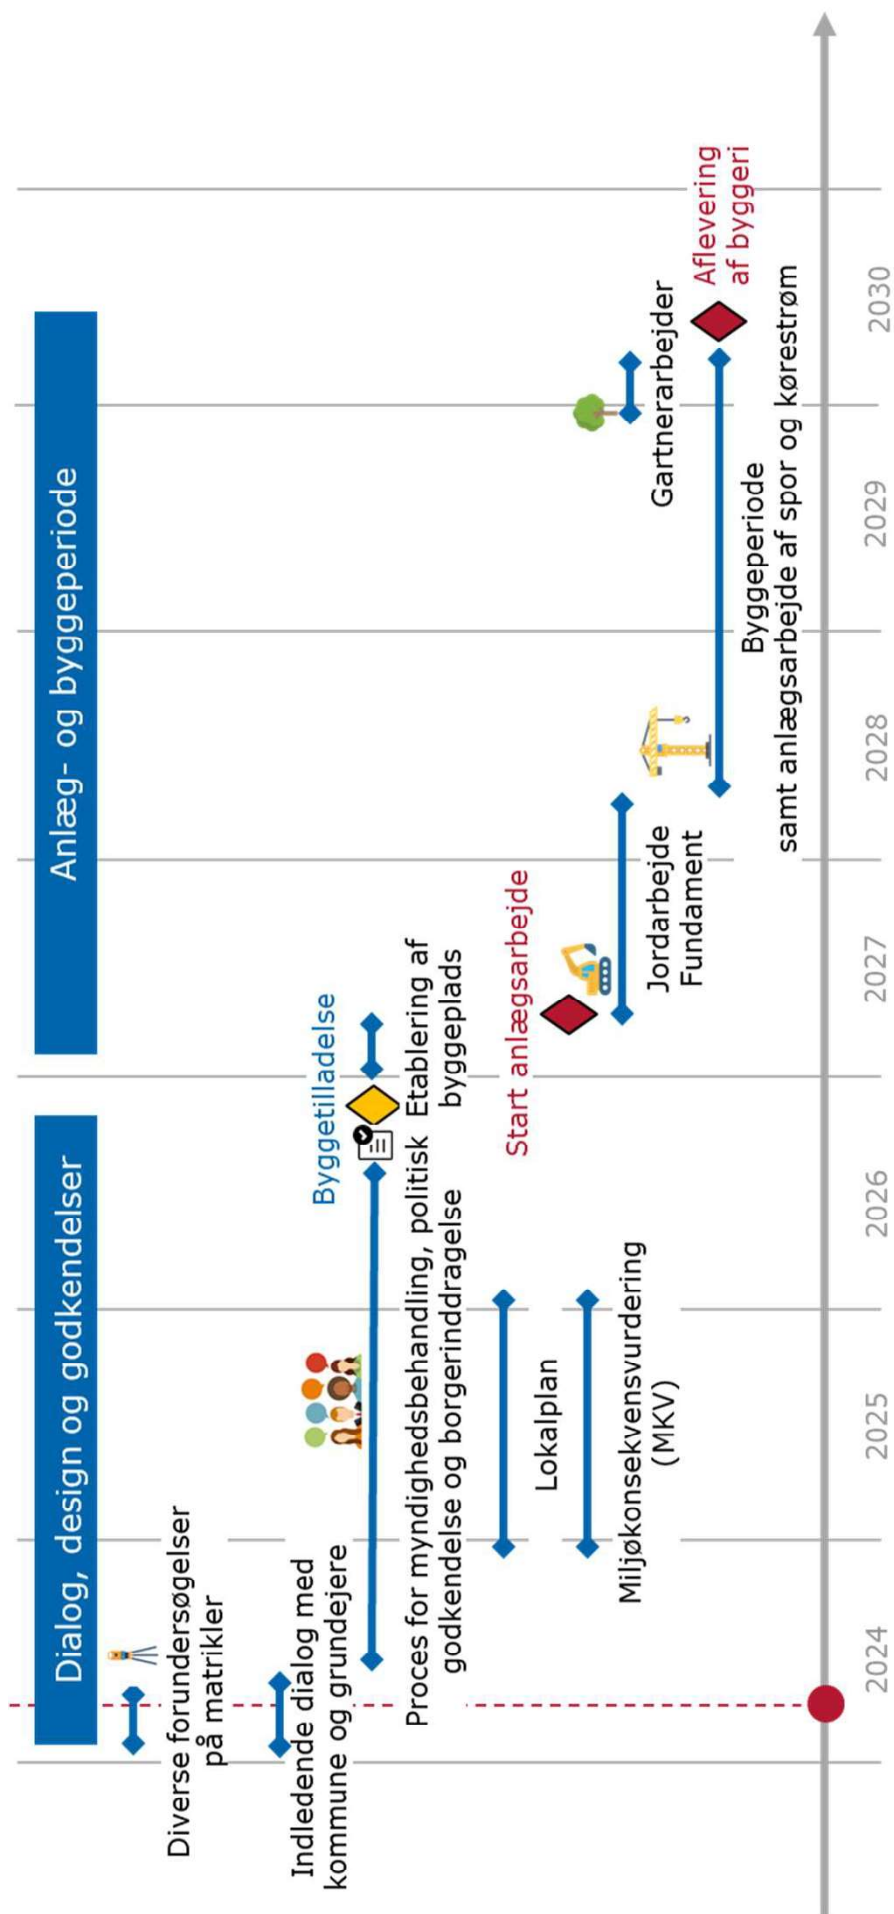 Dialog, design og godkendelser
Anlæg- og byggeperiode
Diverse forundersøgelser
på matrikler
Indledende dialog med
kommune og grundejere
Byggetilladelse
Proces for myndighedsbehandling, politisk
godkendelse og borgerinddragelse
Etablering af
byggeplads
Lokalplan
Miljøkonsekvensvurdering
(MKV)
Start anlægsarbejde
Jordarbejde
Fundament
Gartnerarbejder
Aflevering
af byggeri
Byggeperiode
samt anlægsarbejde af spor og kørestrøm
2024
2025
2026
2027
2028
2029
2030